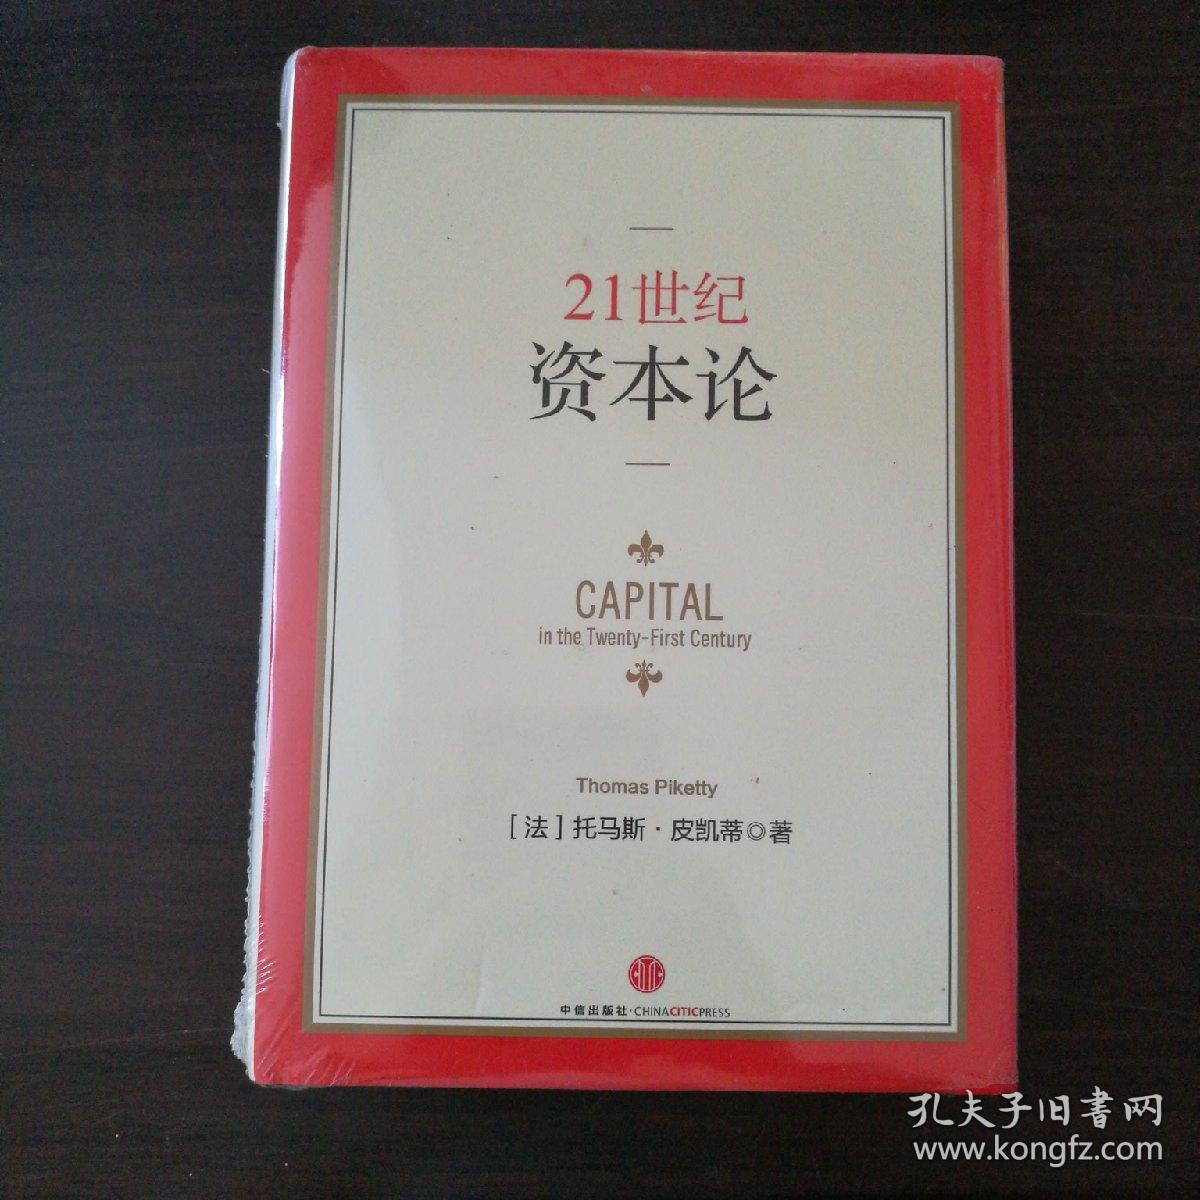 21世纪
资本论
CAPITAL
in the Twenty-First Century
Thomas Piketty
[法]托马斯·皮凯蒂◎著
中信出版社·CHINACITICPRESS
孔夫子旧書网
www.kongfz.com